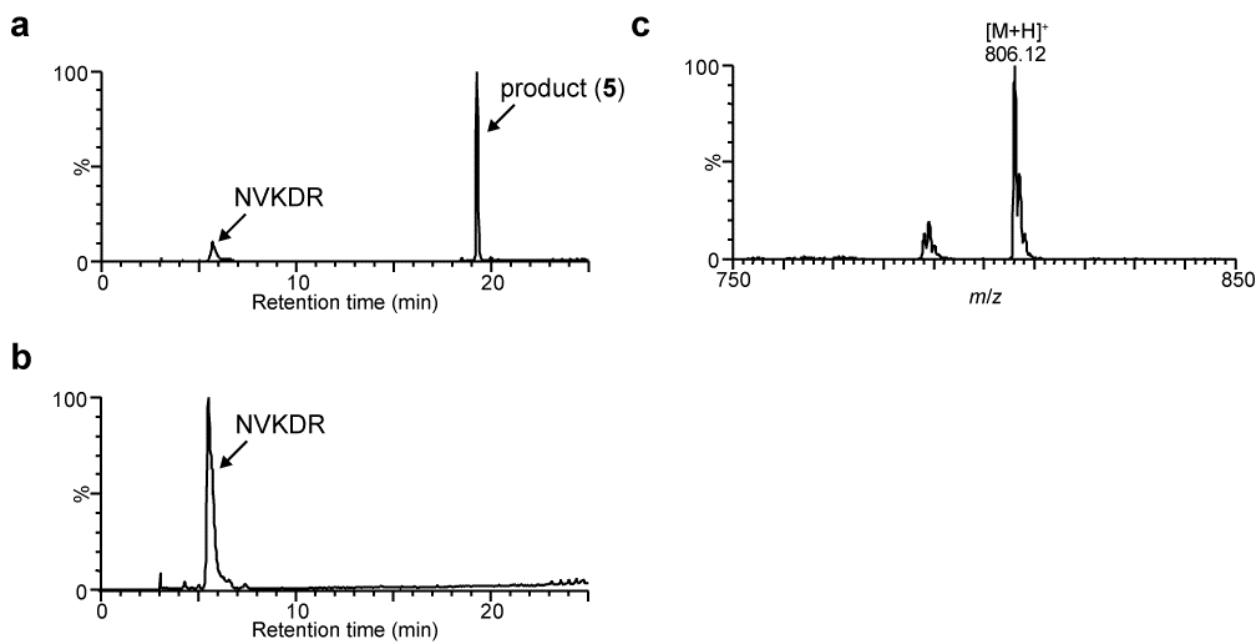 a
100
product (5)
%
NVKDR
0
0 10 20
Retention time (min)
b
100
NVKDR
%
0
0 10 20
Retention time (min)
c
[M+H]+
806.12
100
%
0
750 850
m/z